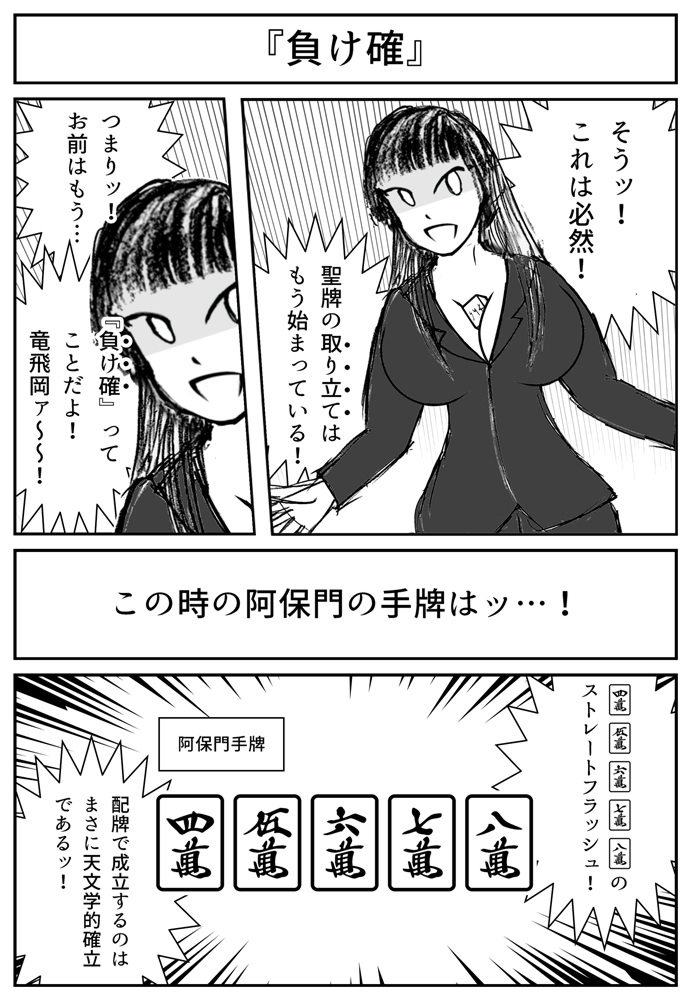 『負け確』
そうッ!
これは必然!
聖牌の取り立ては
もう始まっている!
つまりッ!
お前はもう…
『負け確』って
ことだよ!
竜飛岡ァ〜〜!
この時の阿保門の手牌はッ…!
四萬 伍萬 六萬 七萬 八萬 の
ストレートフラッシュ!
阿保門手牌
四萬 伍萬 六萬 七萬 八萬
配牌で成立するのは
まさに天文学的確立
であるッ!